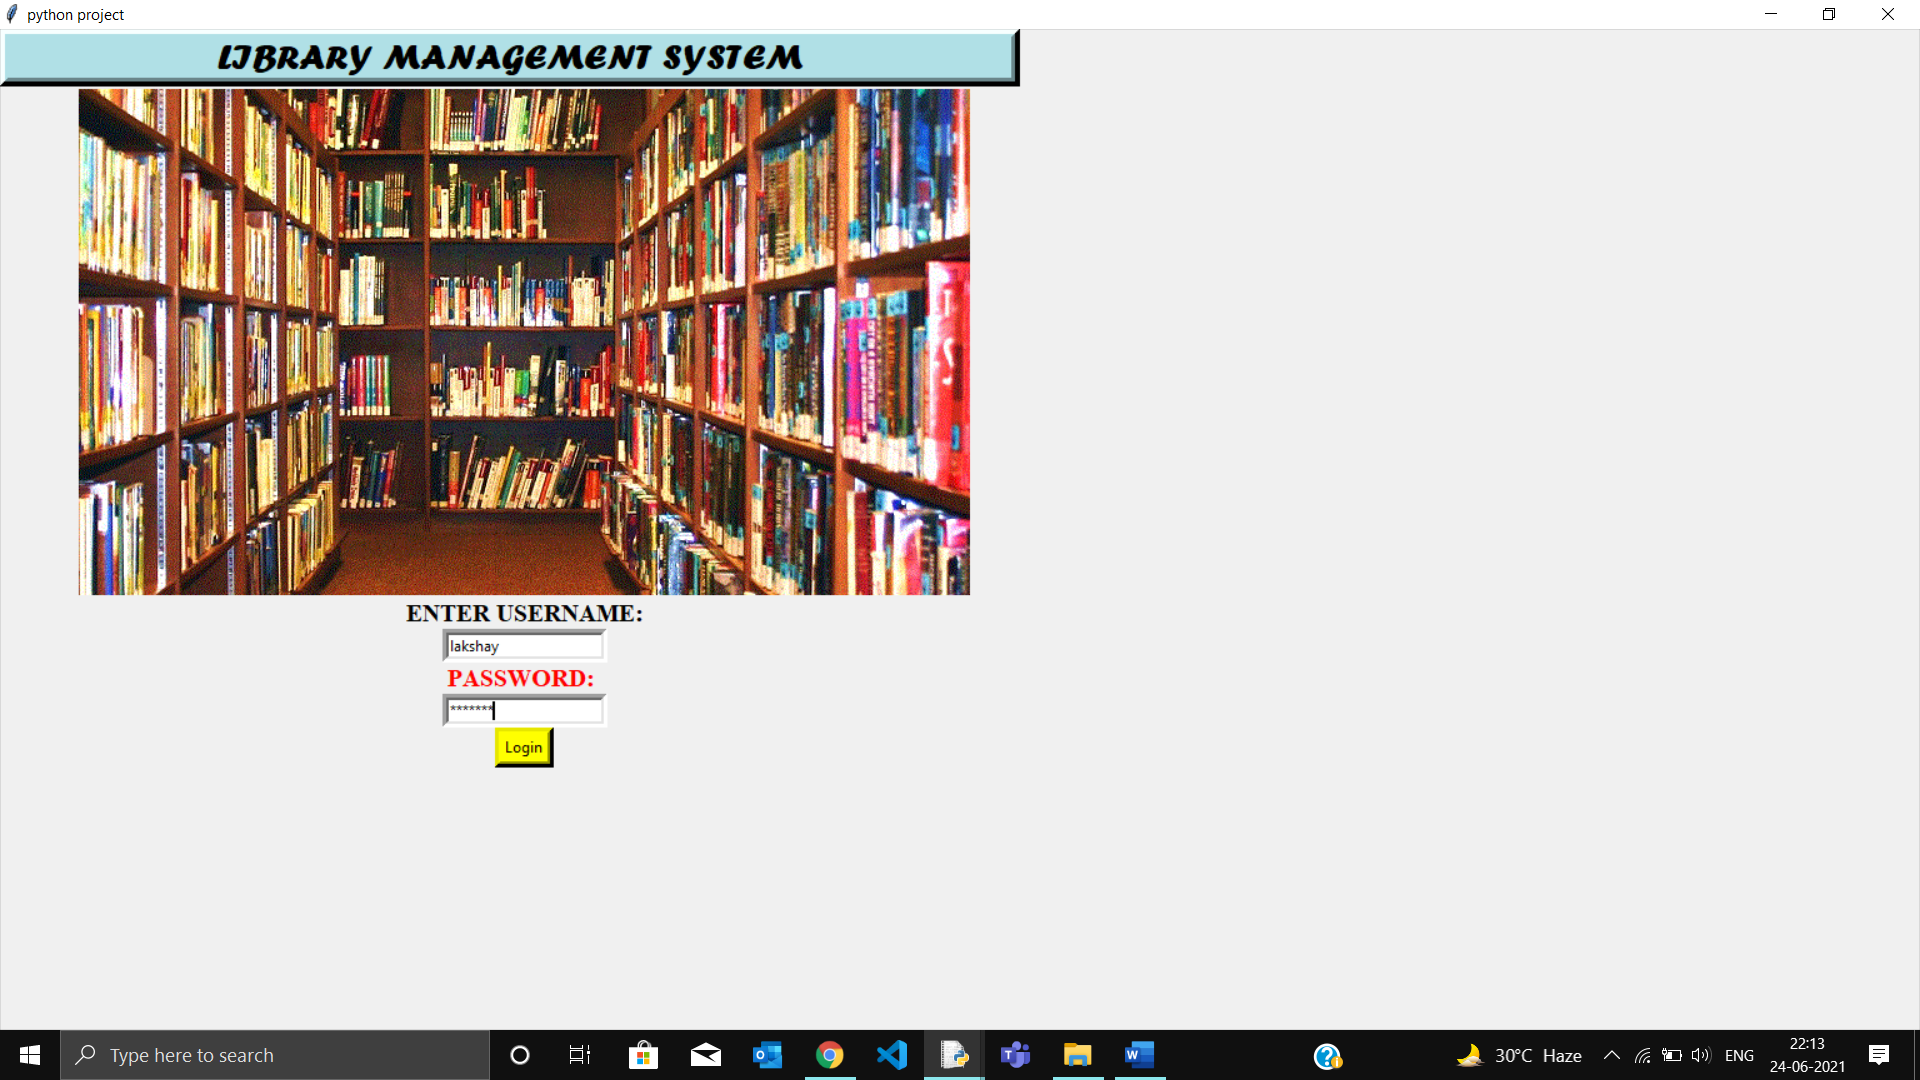 python project
LIBRARY MANAGEMENT SYSTEM
ENTER USERNAME:
lakshay
PASSWORD:
*******
Login
Type here to search
30°C Haze
ENG
22:13
24-06-2021